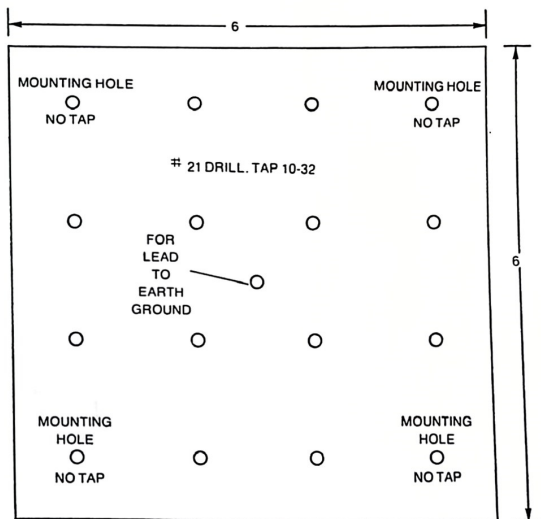 6
MOUNTING HOLE
NO TAP
MOUNTING HOLE
NO TAP
# 21 DRILL. TAP 10-32
6
FOR
LEAD
TO
EARTH
GROUND
MOUNTING
HOLE
NO TAP
MOUNTING
HOLE
NO TAP